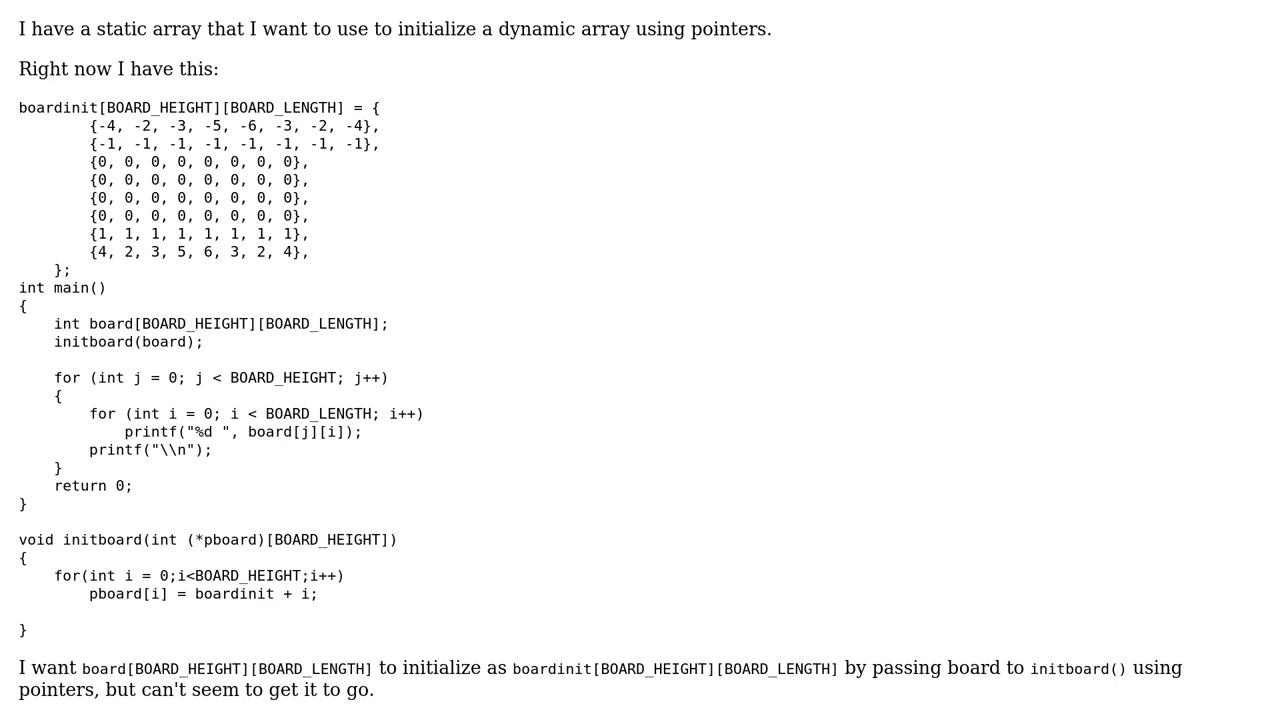 I have a static array that I want to use to initialize a dynamic array using pointers.
Right now I have this:
boardinit[BOARD_HEIGHT][BOARD_LENGTH] = {
        {-4, -2, -3, -5, -6, -3, -2, -4},
        {-1, -1, -1, -1, -1, -1, -1, -1},
        {0, 0, 0, 0, 0, 0, 0, 0},
        {0, 0, 0, 0, 0, 0, 0, 0},
        {0, 0, 0, 0, 0, 0, 0, 0},
        {0, 0, 0, 0, 0, 0, 0, 0},
        {1, 1, 1, 1, 1, 1, 1, 1},
        {4, 2, 3, 5, 6, 3, 2, 4},
    };
int main()
{
    int board[BOARD_HEIGHT][BOARD_LENGTH];
    initboard(board);

    for (int j = 0; j < BOARD_HEIGHT; j++)
    {
        for (int i = 0; i < BOARD_LENGTH; i++)
            printf("%d ", board[j][i]);
        printf("\\n");
    }
    return 0;
}

void initboard(int (*pboard)[BOARD_HEIGHT])
{
    for(int i = 0;i<BOARD_HEIGHT;i++)
        pboard[i] = boardinit + i;

}
I want board[BOARD_HEIGHT][BOARD_LENGTH] to initialize as boardinit[BOARD_HEIGHT][BOARD_LENGTH] by passing board to initboard() using
pointers, but can't seem to get it to go.